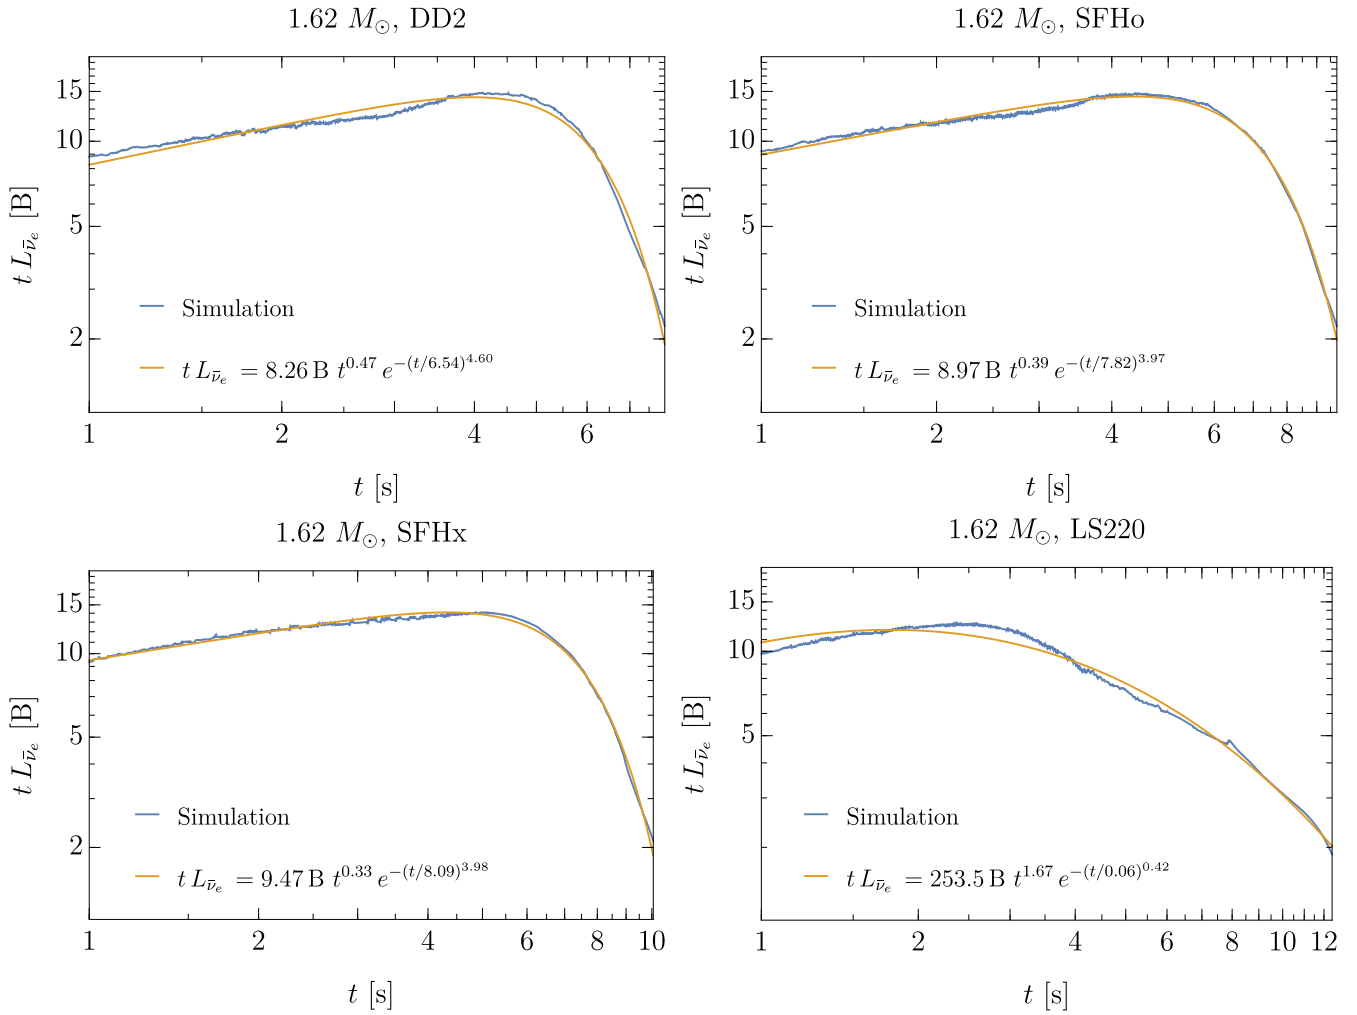 1.62 M⊙, DD2
t L_ν̄e [B]
15
10
5
2
Simulation
t L_ν̄e = 8.26 B t^0.47 e^−(t/6.54)^4.60
1 2 4 6
t [s]
1.62 M⊙, SFHo
t L_ν̄e [B]
15
10
5
2
Simulation
t L_ν̄e = 8.97 B t^0.39 e^−(t/7.82)^3.97
1 2 4 6 8
t [s]
1.62 M⊙, SFHx
t L_ν̄e [B]
15
10
5
2
Simulation
t L_ν̄e = 9.47 B t^0.33 e^−(t/8.09)^3.98
1 2 4 6 8 10
t [s]
1.62 M⊙, LS220
t L_ν̄e [B]
15
10
5
2
Simulation
t L_ν̄e = 253.5 B t^1.67 e^−(t/0.06)^0.42
1 2 4 6 8 10 12
t [s]